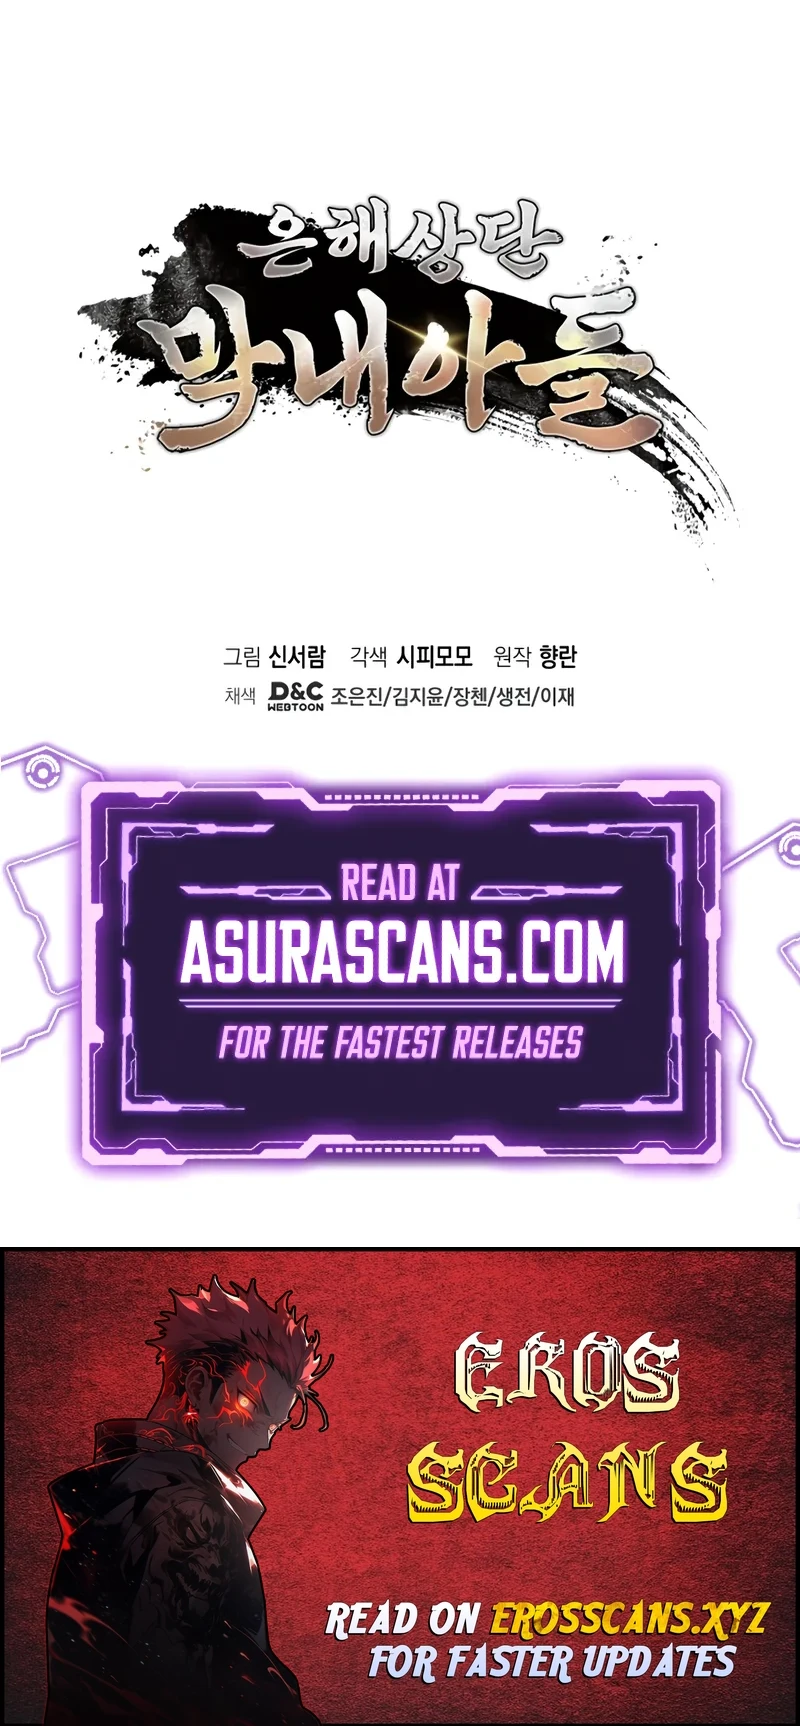 은해상단
막내아들
그림 신서람 각색 시피모모 원작 향란
채색 D&C WEBTOON 조은진/김지윤/장첸/생전/이재
READ AT
ASURASCANS.COM
FOR THE FASTEST RELEASES
EROS
SCANS
READ ON EROSSCANS.XYZ
FOR FASTER UPDATES